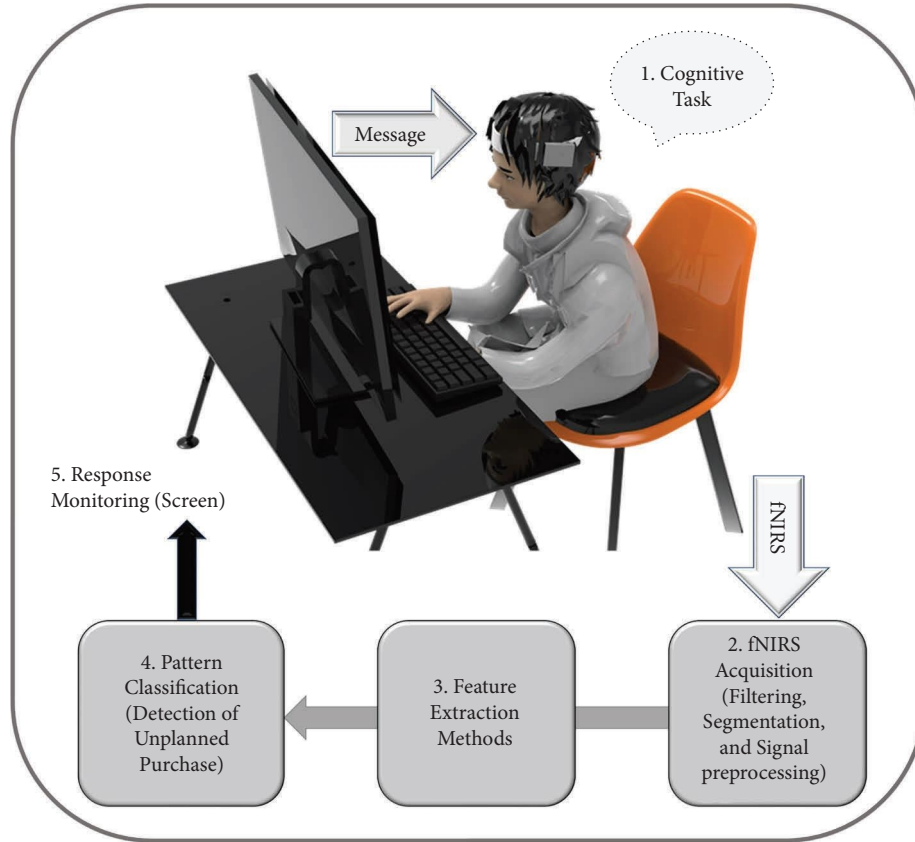 1. Cognitive
Task
Message
5. Response
Monitoring (Screen)
fNIRS
4. Pattern
Classification
(Detection of
Unplanned
Purchase)
3. Feature
Extraction
Methods
2. fNIRS
Acquisition
(Filtering,
Segmentation,
and Signal
preprocessing)